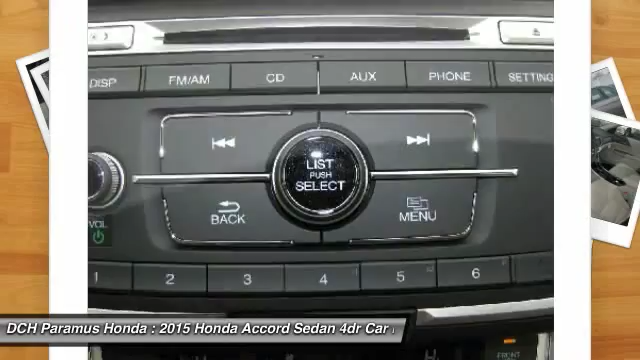 DISP FM/AM CD AUX PHONE SETTING
LIST
PUSH
SELECT
BACK MENU
VOL
1 2 3 4 5 6
DCH Paramus Honda : 2015 Honda Accord Sedan 4dr Car
FRONT